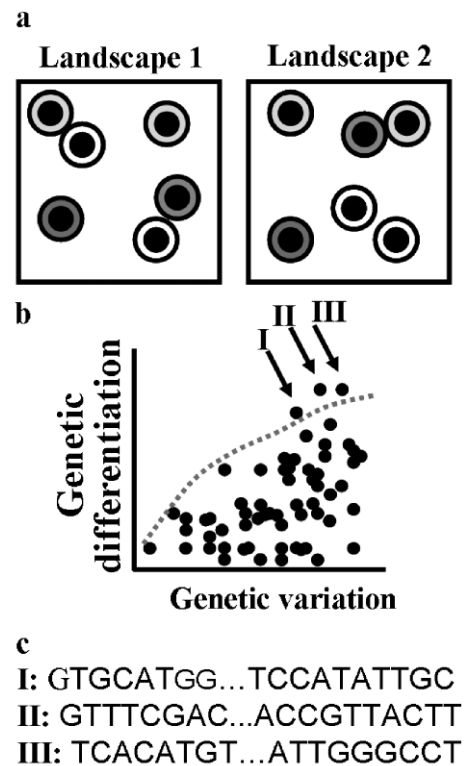 a
Landscape 1
Landscape 2
b
I
II
III
Genetic
differentiation
Genetic variation
c
I: GTGCATGG...TCCATATTGC
II: GTTTCGAC...ACCGTTACTT
III: TCACATGT...ATTGGGCCT